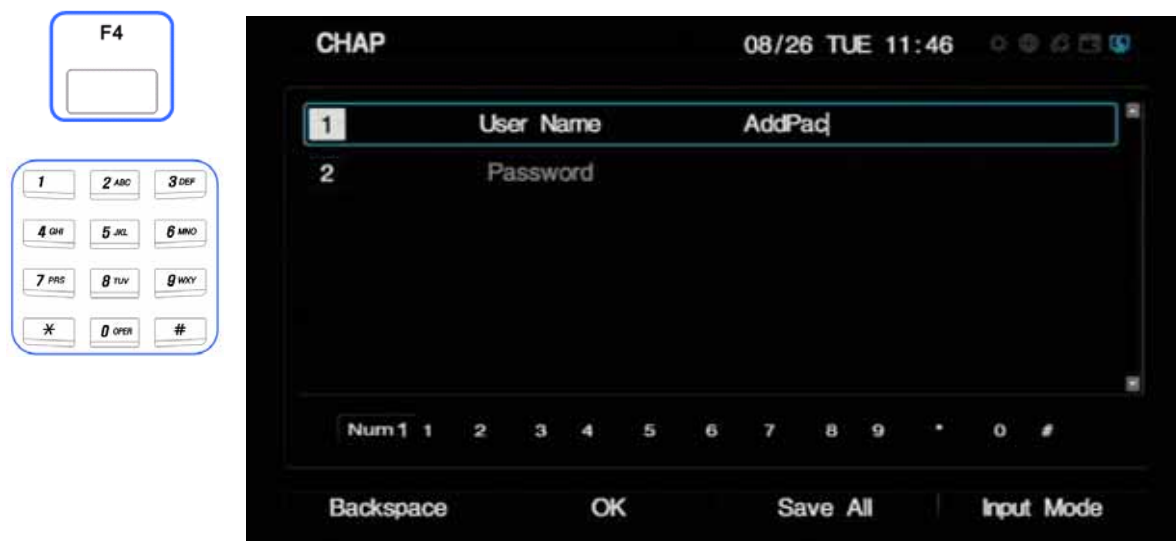 F4
1 2 ABC 3 DEF
4 GHI 5 JKL 6 MNO
7 PRS 8 TUV 9 WXY
* 0 OPER #
CHAP 08/26 TUE 11:46
1 User Name AddPac
2 Password
Num1 1 2 3 4 5 6 7 8 9 * 0 #
Backspace OK Save All Input Mode